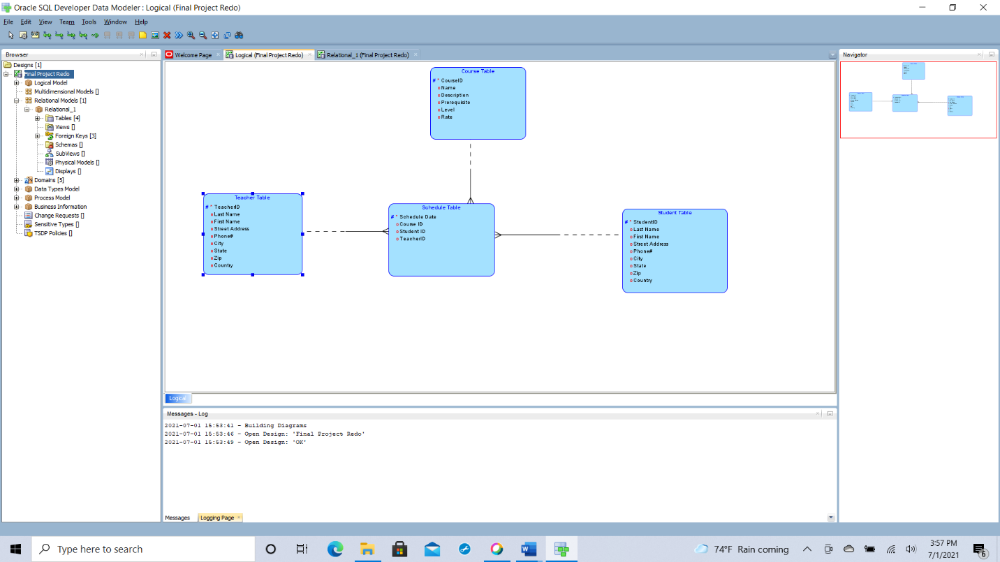 Oracle SQL Developer Data Modeler : Logical (Final Project Redo)
File Edit View Team Tools Window Help
Browser
Designs [1]
Final Project Redo
Logical Model
Multidimensional Models []
Relational Models [1]
Relational_1
Tables [4]
Views []
Foreign Keys [3]
Schemas []
SubViews []
Physical Models []
Displays []
Domains [5]
Data Types Model
Process Model
Business Information
Change Requests []
Sensitive Types []
TSDP Policies []
Welcome Page
Logical (Final Project Redo)
Relational_1 (Final Project Redo)
Course Table
# * CourseID
o Name
o Description
o Prerequisite
o Level
o Rate
Teacher Table
# * TeacherID
o Last Name
o First Name
o Street Address
o Phone#
o City
o State
o Zip
o Country
Schedule Table
# * Schedule Date
o Course ID
o Student ID
o TeacherID
Student Table
# * StudentID
o Last Name
o First Name
o Street Address
o Phone#
o City
o State
o Zip
o Country
Logical
Messages - Log
2021-07-01 15:53:41 - Building Diagrams
2021-07-01 15:53:46 - Open Design: 'Final Project Redo'
2021-07-01 15:53:49 - Open Design: 'OK'
Messages
Logging Page
Navigator
Type here to search
74°F Rain coming
3:57 PM
7/1/2021
6